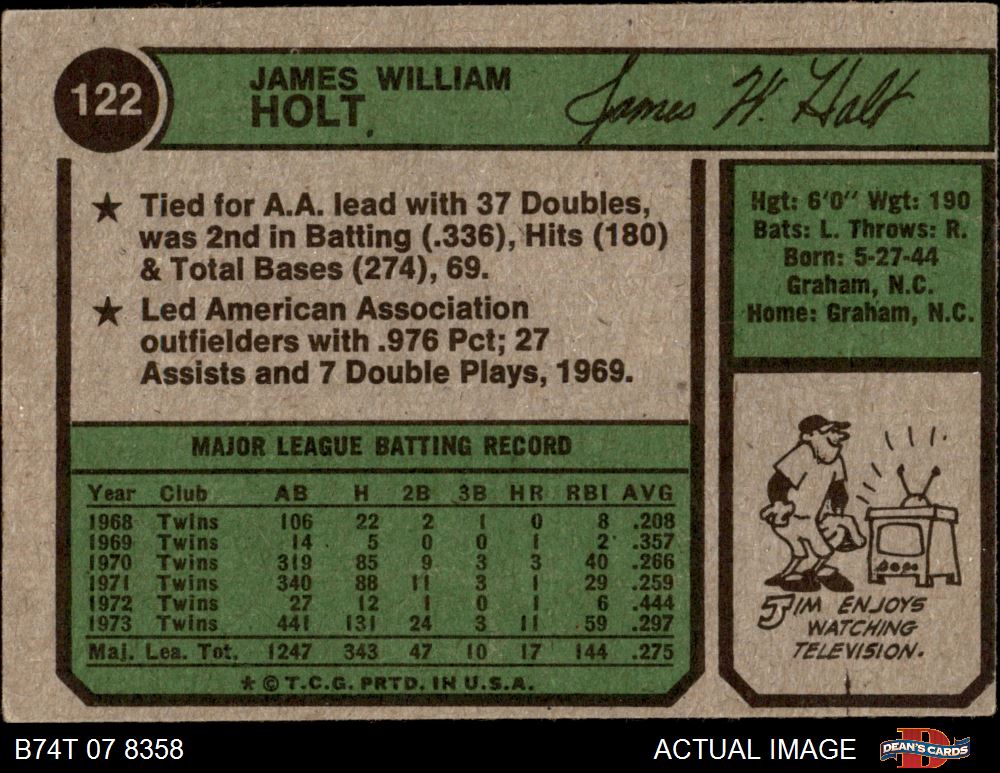 122
JAMES WILLIAM
HOLT
James W. Holt
★ Tied for A.A. lead with 37 Doubles,
was 2nd in Batting (.336), Hits (180)
& Total Bases (274), 69.
★ Led American Association
outfielders with .976 Pct; 27
Assists and 7 Double Plays, 1969.
Hgt: 6'0" Wgt: 190
Bats: L. Throws: R.
Born: 5-27-44
Graham, N.C.
Home: Graham, N.C.
MAJOR LEAGUE BATTING RECORD
Year Club AB H 2B 3B HR RBI AVG
1968 Twins 106 22 2 1 0 8 .208
1969 Twins 14 5 0 0 1 2 .357
1970 Twins 319 85 9 3 3 40 .266
1971 Twins 340 88 11 3 1 29 .259
1972 Twins 27 12 1 0 1 6 .444
1973 Twins 441 131 24 3 11 59 .297
Maj. Lea. Tot. 1247 343 47 10 17 144 .275
* © T.C.G. PRTD. IN U.S.A.
JIM ENJOYS
WATCHING
TELEVISION.
B74T 07 8358
ACTUAL IMAGE
DEAN'S CARDS